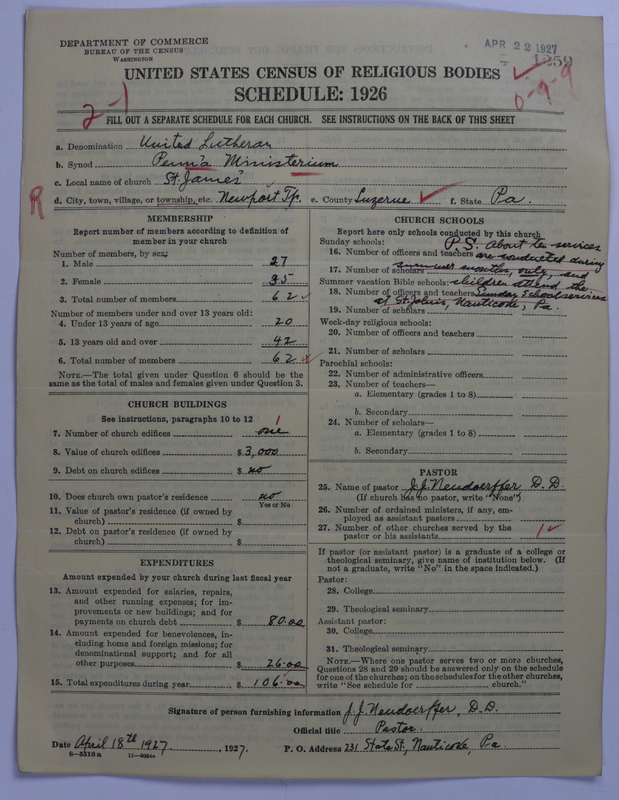 DEPARTMENT OF COMMERCE
BUREAU OF THE CENSUS
WASHINGTON
APR 22 1927
1259
UNITED STATES CENSUS OF RELIGIOUS BODIES
SCHEDULE: 1926
0-9-9
2-1
FILL OUT A SEPARATE SCHEDULE FOR EACH CHURCH. SEE INSTRUCTIONS ON THE BACK OF THIS SHEET
a. Denomination United Lutheran
b. Synod Penn'a Ministerium
c. Local name of church St. James'
R
d. City, town, village, or township, etc. Newport Tp. e. County Luzerne f. State Pa.
MEMBERSHIP
Report number of members according to definition of
member in your church
Number of members, by sex:
1. Male 27
2. Female 35
3. Total number of members 62
Number of members under and over 13 years old:
4. Under 13 years of age 20
5. 13 years old and over 42
6. Total number of members 62
NOTE.—The total given under Question 6 should be
same as the total of males and females given under Question 3.
CHURCH BUILDINGS
See instructions, paragraphs 10 to 12
1
7. Number of church edifices one
8. Value of church edifices $ 3,000
9. Debt on church edifices $ no
10. Does church own pastor's residence no
Yes or No
11. Value of pastor's residence (if owned by
church) $
12. Debt on pastor's residence (if owned by
church) $
EXPENDITURES
Amount expended by your church during last fiscal year
13. Amount expended for salaries, repairs,
and other running expenses; for im-
provements or new buildings; and for
payments on church debt $ 80.00
14. Amount expended for benevolences, in-
cluding home and foreign missions; for
denominational support; and for all
other purposes $ 26.00
15. Total expenditures during year $ 106.00
CHURCH SCHOOLS
Report here only schools conducted by this church
Sunday schools: P.S. About ten services
16. Number of officers and teachers are conducted during
17. Number of scholars summer months, only, and
Summer vacation Bible schools: children attend the
18. Number of officers and teachers Sunday School services
at St. John's, Nanticoke, Pa.
19. Number of scholars
Week-day religious schools:
20. Number of officers and teachers
21. Number of scholars
Parochial schools:
22. Number of administrative officers
23. Number of teachers—
a. Elementary (grades 1 to 8)
b. Secondary
24. Number of scholars—
a. Elementary (grades 1 to 8)
b. Secondary
PASTOR
25. Name of pastor J.J. Neudoerffer D.D.
(If church has no pastor, write "None")
26. Number of ordained ministers, if any, em-
ployed as assistant pastors
27. Number of other churches served by the
pastor or his assistants 1
If pastor (or assistant pastor) is a graduate of a college or
theological seminary, give name of institution below. (If
not a graduate, write "No" in the space indicated.)
Pastor:
28. College
29. Theological seminary
Assistant pastor:
30. College
31. Theological seminary
NOTE.—Where one pastor serves two or more churches,
Questions 28 and 29 should be answered only on the schedule
for one of the churches; on the schedules for the other churches,
write "See schedule for church."
Signature of person furnishing information J.J. Neudoerffer, D.D.
Official title Pastor.
Date April 18th 1927, 1927. P. O. Address 231 State St., Nanticoke, Pa.